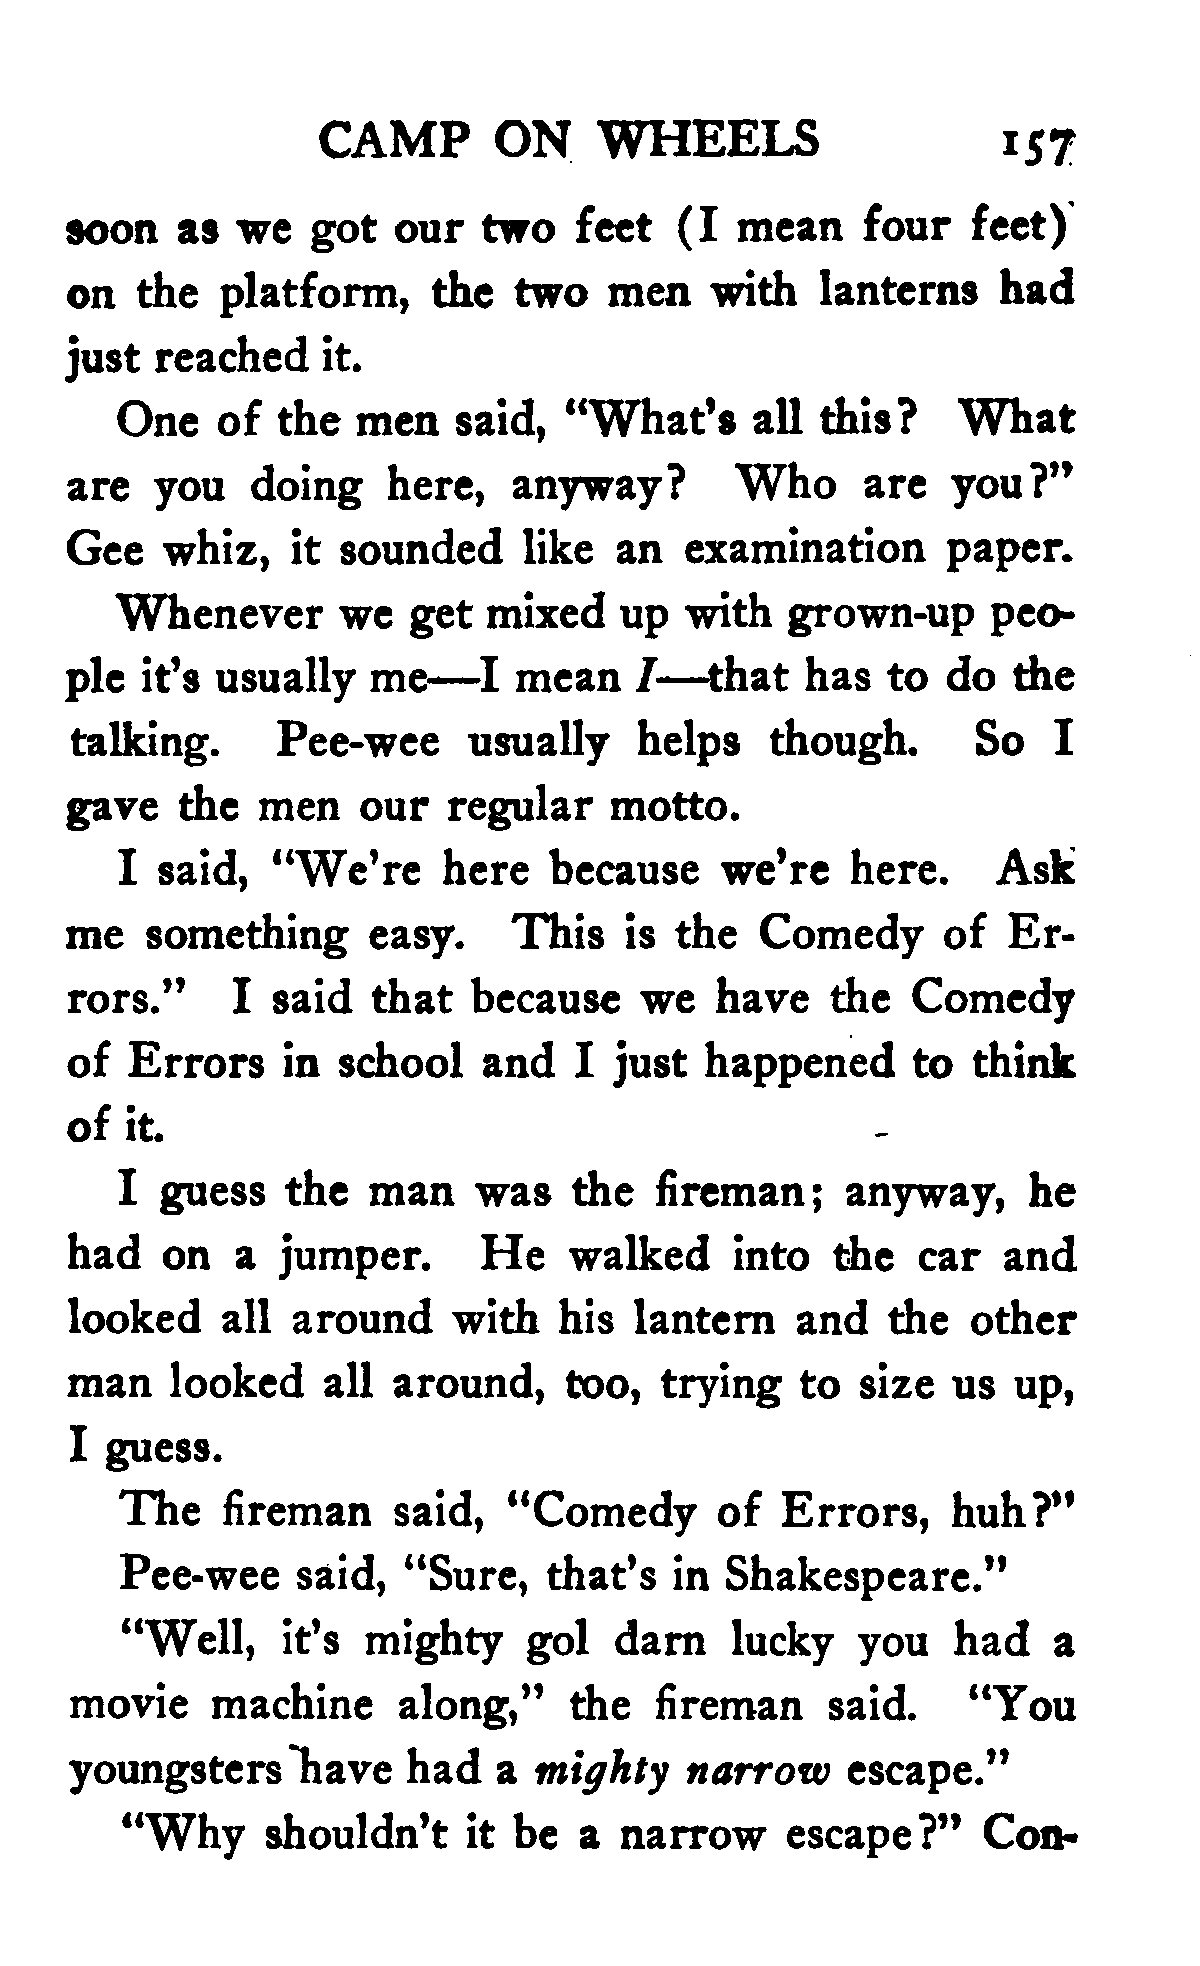 CAMP ON WHEELS 157
soon as we got our two feet (I mean four feet)
on the platform, the two men with lanterns had
just reached it.
One of the men said, "What's all this? What
are you doing here, anyway? Who are you?"
Gee whiz, it sounded like an examination paper.
Whenever we get mixed up with grown-up peo-
ple it's usually me—I mean I—that has to do the
talking. Pee-wee usually helps though. So I
gave the men our regular motto.
I said, "We're here because we're here. Ask
me something easy. This is the Comedy of Er-
rors." I said that because we have the Comedy
of Errors in school and I just happened to think
of it.
I guess the man was the fireman; anyway, he
had on a jumper. He walked into the car and
looked all around with his lantern and the other
man looked all around, too, trying to size us up,
I guess.
The fireman said, "Comedy of Errors, huh?"
Pee-wee said, "Sure, that's in Shakespeare."
"Well, it's mighty gol darn lucky you had a
movie machine along," the fireman said. "You
youngsters have had a mighty narrow escape."
"Why shouldn't it be a narrow escape?" Con-